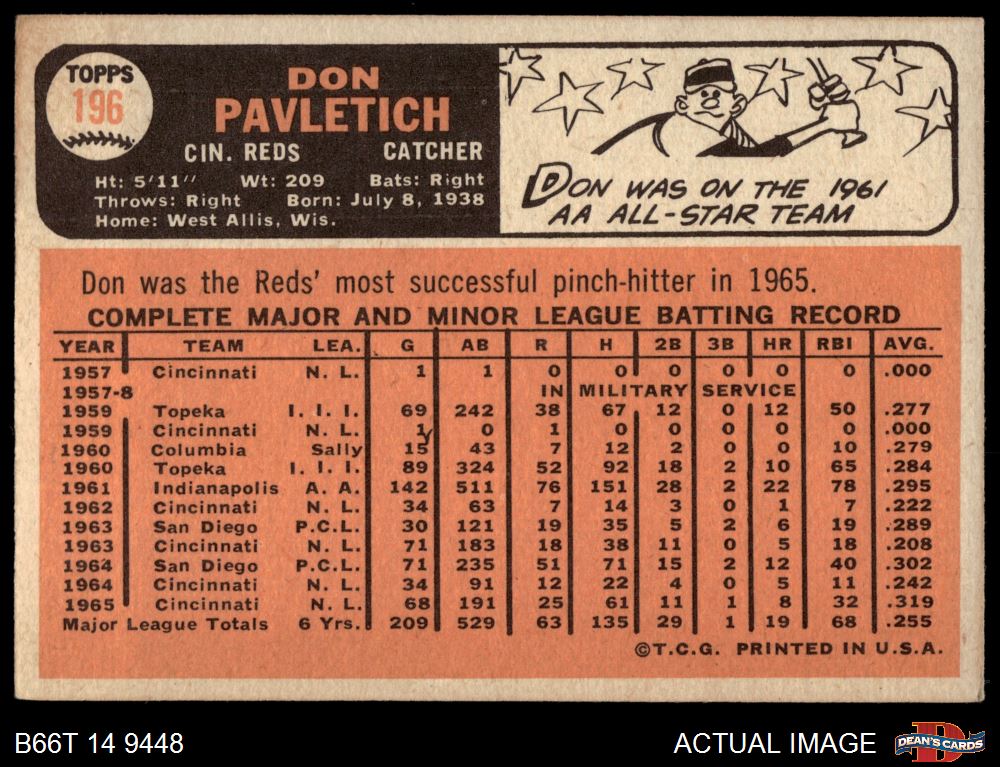 TOPPS
196
DON
PAVLETICH
CIN. REDS CATCHER
Ht: 5'11'' Wt: 209 Bats: Right
Throws: Right Born: July 8, 1938
Home: West Allis, Wis.
DON WAS ON THE 1961
AA ALL-STAR TEAM
Don was the Reds' most successful pinch-hitter in 1965.
COMPLETE MAJOR AND MINOR LEAGUE BATTING RECORD
YEAR TEAM LEA. G AB R H 2B 3B HR RBI AVG.
1957 Cincinnati N. L. 1 1 0 0 0 0 0 0 .000
1957-8 IN MILITARY SERVICE
1959 Topeka I. I. I. 69 242 38 67 12 0 12 50 .277
1959 Cincinnati N. L. 1 0 1 0 0 0 0 0 .000
1960 Columbia Sally 15 43 7 12 2 0 0 10 .279
1960 Topeka I. I. I. 89 324 52 92 18 2 10 65 .284
1961 Indianapolis A. A. 142 511 76 151 28 2 22 78 .295
1962 Cincinnati N. L. 34 63 7 14 3 0 1 7 .222
1963 San Diego P.C.L. 30 121 19 35 5 2 6 19 .289
1963 Cincinnati N. L. 71 183 18 38 11 0 5 18 .208
1964 San Diego P.C.L. 71 235 51 71 15 2 12 40 .302
1964 Cincinnati N. L. 34 91 12 22 4 0 5 11 .242
1965 Cincinnati N. L. 68 191 25 61 11 1 8 32 .319
Major League Totals 6 Yrs. 209 529 63 135 29 1 19 68 .255
©T.C.G. PRINTED IN U.S.A.
B66T 14 9448 ACTUAL IMAGE DEAN'S CARDS